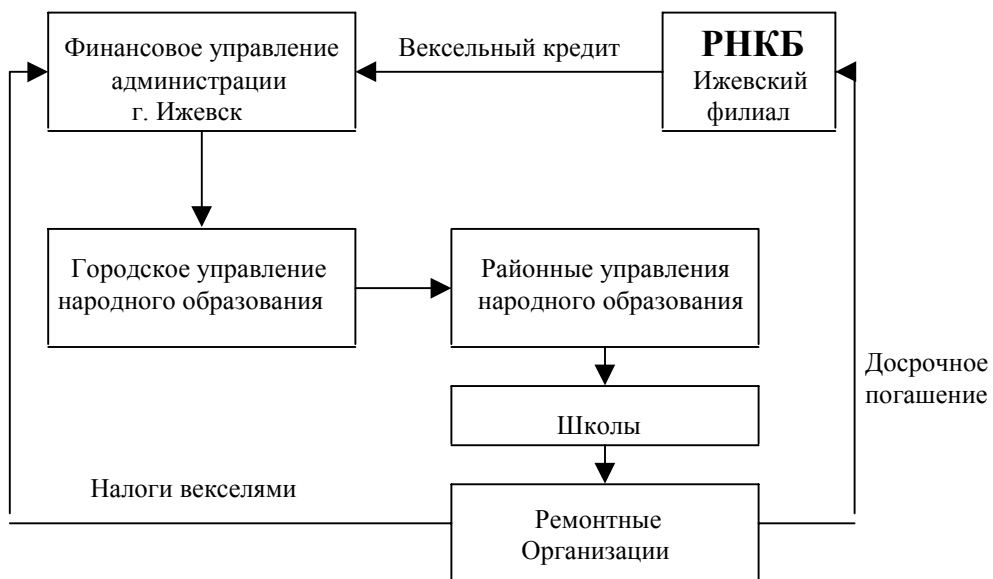 Финансовое управление
администрации
г. Ижевск
Вексельный кредит
РНКБ
Ижевский
филиал
Городское управление
народного образования
Районные управления
народного образования
Досрочное
погашение
Школы
Налоги векселями
Ремонтные
Организации